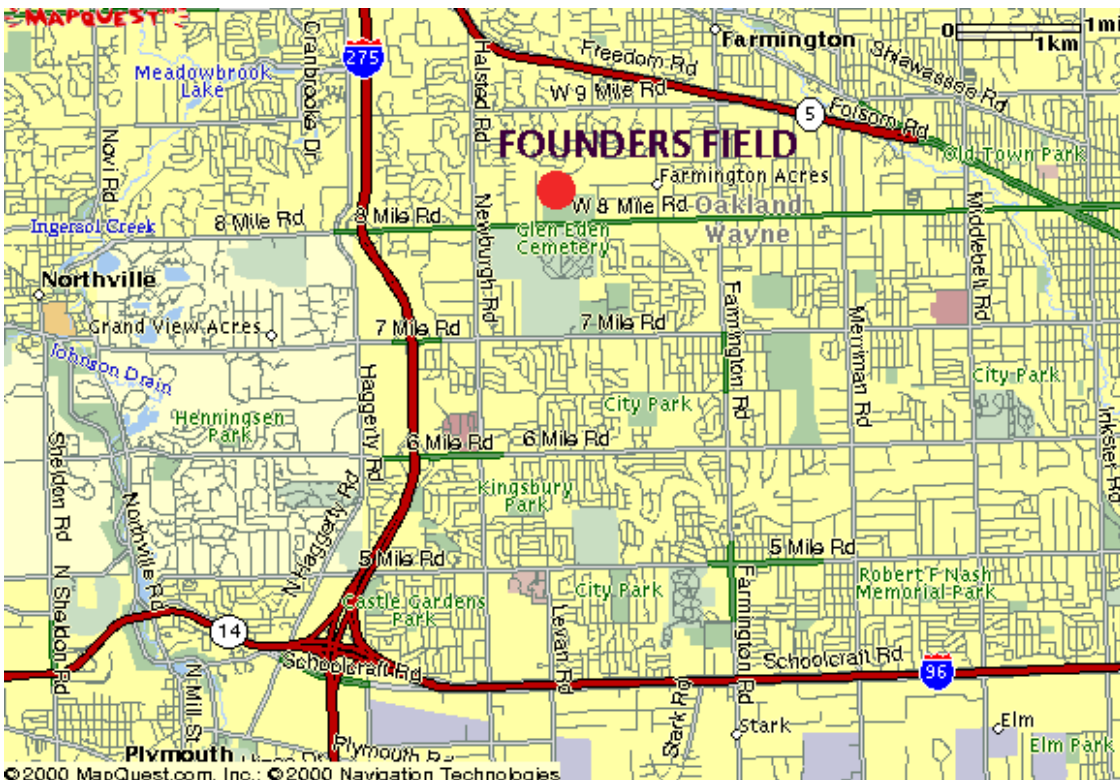 MAPQUEST
0 1mi
1km
Farmington
Freedom Rd
Shiawassee Rd
275
Cranbrooke Dr
Halsted Rd
Meadowbrook
Lake
W 9 Mile Rd
5
Folsom Rd
Novi Rd
FOUNDERS FIELD
Old Town Park
Farmington Acres
Newburgh Rd
W 8 Mile Rd
Oakland
Wayne
8 Mile Rd
8 Mile Rd
Ingersol Creek
Glen Eden
Cemetery
Middlebelt Rd
Northville
Farmington Rd
Grand View Acres
7 Mile Rd
7 Mile Rd
Merriman Rd
Johnson Drain
Haggerty Rd
City Park
City Park
Henningsen
Park
Inkster Rd
6 Mile Rd
6 Mile Rd
Sheldon Rd
Kingsbury
Park
Northville Rd
N Haggerty Rd
5 Mile Rd
5 Mile Rd
N Sheldon Rd
City Park
Robert F Nash
Memorial Park
Castle Gardens
Park
Levan Rd
Farmington Rd
14
Schoolcraft Rd
Schoolcraft Rd
96
N Mill St
Stark Rd
Stark
Elm
Plymouth
Plymouth R
Elm Park
©2000 MapQuest.com, Inc.; ©2000 Navigation Technologies